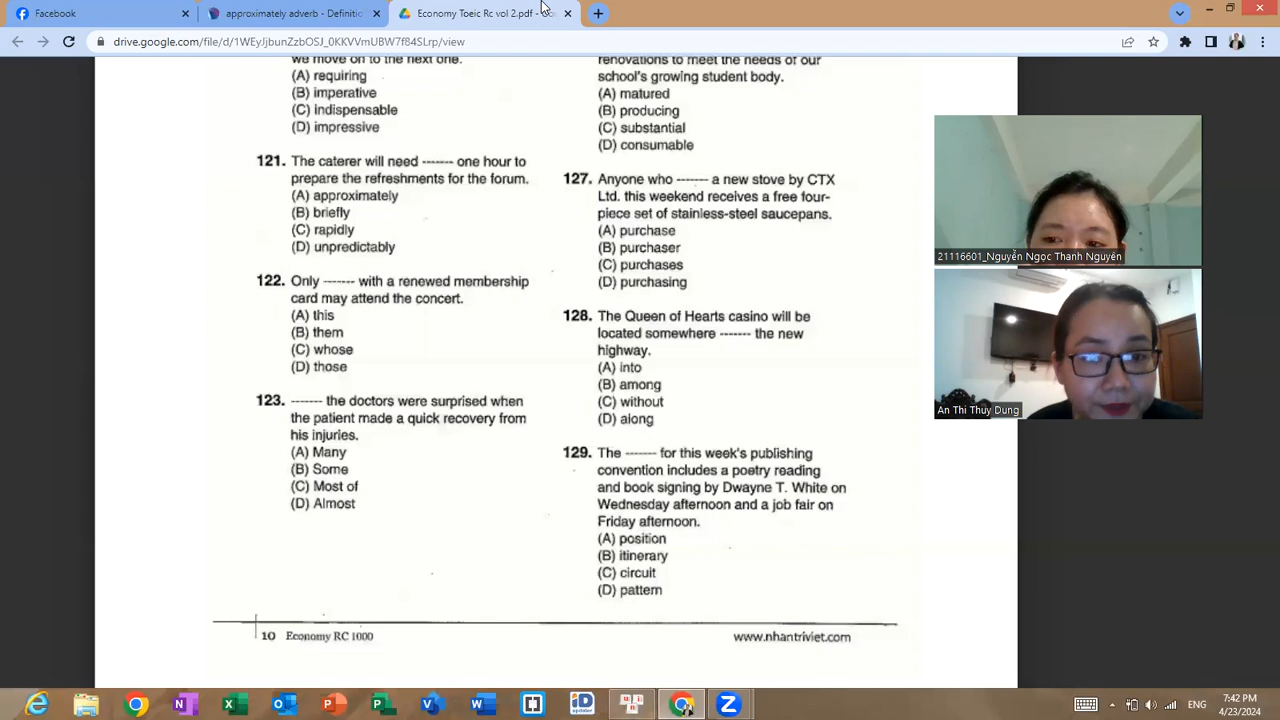 Facebook
approximately adverb - Definitio
Economy Toeic Rc vol 2.pdf -
drive.google.com/file/d/1WEyJjbunZzbOSJ_0KKVVmUBW7f84SLrp/view
we move on to the next one.
(A) requiring
(B) imperative
(C) indispensable
(D) impressive
121. The caterer will need ------- one hour to
prepare the refreshments for the forum.
(A) approximately
(B) briefly
(C) rapidly
(D) unpredictably
122. Only ------- with a renewed membership
card may attend the concert.
(A) this
(B) them
(C) whose
(D) those
123. ------- the doctors were surprised when
the patient made a quick recovery from
his injuries.
(A) Many
(B) Some
(C) Most of
(D) Almost
renovations to meet the needs of our
school's growing student body.
(A) matured
(B) producing
(C) substantial
(D) consumable
127. Anyone who ------- a new stove by CTX
Ltd. this weekend receives a free four-
piece set of stainless-steel saucepans.
(A) purchase
(B) purchaser
(C) purchases
(D) purchasing
128. The Queen of Hearts casino will be
located somewhere ------- the new
highway.
(A) into
(B) among
(C) without
(D) along
129. The ------- for this week's publishing
convention includes a poetry reading
and book signing by Dwayne T. White on
Wednesday afternoon and a job fair on
Friday afternoon.
(A) position
(B) itinerary
(C) circuit
(D) pattern
10 Economy RC 1000
www.nhantriviet.com
21116601_Nguyễn Ngọc Thanh Nguyên
An Thi Thuy Dung
ENG
7:42 PM
4/23/2024